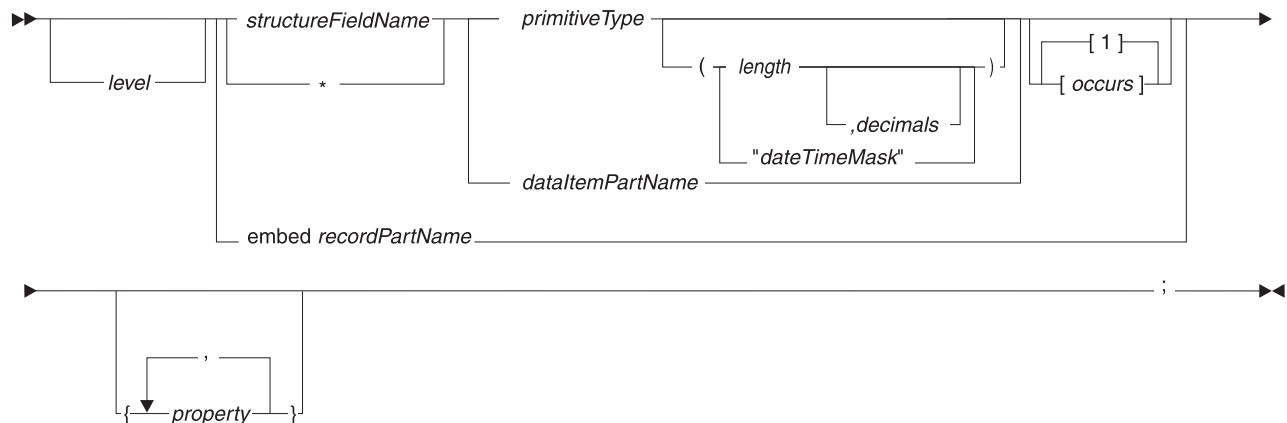 structureFieldName primitiveType
[ 1 ]
level * ( length ) [ occurs ]
,decimals
"dateTimeMask"
dataItemPartName
embed recordPartName
;
,
{ property }